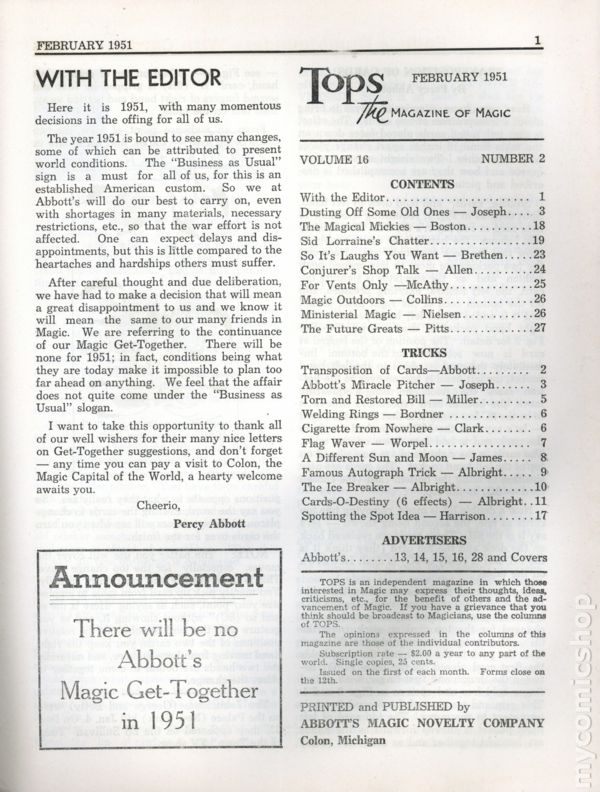 FEBRUARY 1951
1
WITH THE EDITOR
Here it is 1951, with many momentous
decisions in the offing for all of us.
The year 1951 is bound to see many changes,
some of which can be attributed to present
world conditions. The "Business as Usual"
sign is a must for all of us, for this is an
established American custom. So we at
Abbott's will do our best to carry on, even
with shortages in many materials, necessary
restrictions, etc., so that the war effort is not
affected. One can expect delays and dis-
appointments, but this is little compared to the
heartaches and hardships others must suffer.
After careful thought and due deliberation,
we have had to make a decision that will mean
a great disappointment to us and we know it
will mean the same to our many friends in
Magic. We are referring to the continuance
of our Magic Get-Together. There will be
none for 1951; in fact, conditions being what
they are today make it impossible to plan too
far ahead on anything. We feel that the affair
does not quite come under the "Business as
Usual" slogan.
I want to take this opportunity to thank all
of our well wishers for their many nice letters
on Get-Together suggestions, and don't forget
— any time you can pay a visit to Colon, the
Magic Capital of the World, a hearty welcome
awaits you.
Cheerio,
Percy Abbott
Announcement
There will be no
Abbott's
Magic Get-Together
in 1951
Tops FEBRUARY 1951
The MAGAZINE OF MAGIC
VOLUME 16 NUMBER 2
CONTENTS
With the Editor........................ 1
Dusting Off Some Old Ones — Joseph.... 3
The Magical Mickies — Boston...........18
Sid Lorraine's Chatter..................19
So It's Laughs You Want — Brethen.....23
Conjurer's Shop Talk — Allen............24
For Vents Only —McAthy................25
Magic Outdoors — Collins................26
Ministerial Magic — Nielsen..............26
The Future Greats — Pitts...............27
TRICKS
Transposition of Cards—Abbott......... 2
Abbott's Miracle Pitcher — Joseph...... 3
Torn and Restored Bill — Miller......... 5
Welding Rings — Bordner .............. 6
Cigarette from Nowhere — Clark........ 6
Flag Waver — Worpel................... 7
A Different Sun and Moon — James..... 8
Famous Autograph Trick — Albright.... 9
The Ice Breaker — Albright.............10
Cards-O-Destiny (6 effects) — Albright..11
Spotting the Spot Idea — Harrison.......17
ADVERTISERS
Abbott's........13, 14, 15, 16, 28 and Covers
TOPS is an independent magazine in which those
interested in Magic may express their thoughts, ideas,
criticisms, etc., for the benefit of others and the ad-
vancement of Magic. If you have a grievance that you
think should be broadcast to Magicians, use the columns
of TOPS.
The opinions expressed in the columns of this
magazine are those of the individual contributors.
Subscription rate — $2.00 a year to any part of the
world. Single copies, 25 cents.
Issued on the first of each month. Forms close on
the 12th.
PRINTED and PUBLISHED by
ABBOTT'S MAGIC NOVELTY COMPANY
Colon, Michigan
mycomicshop